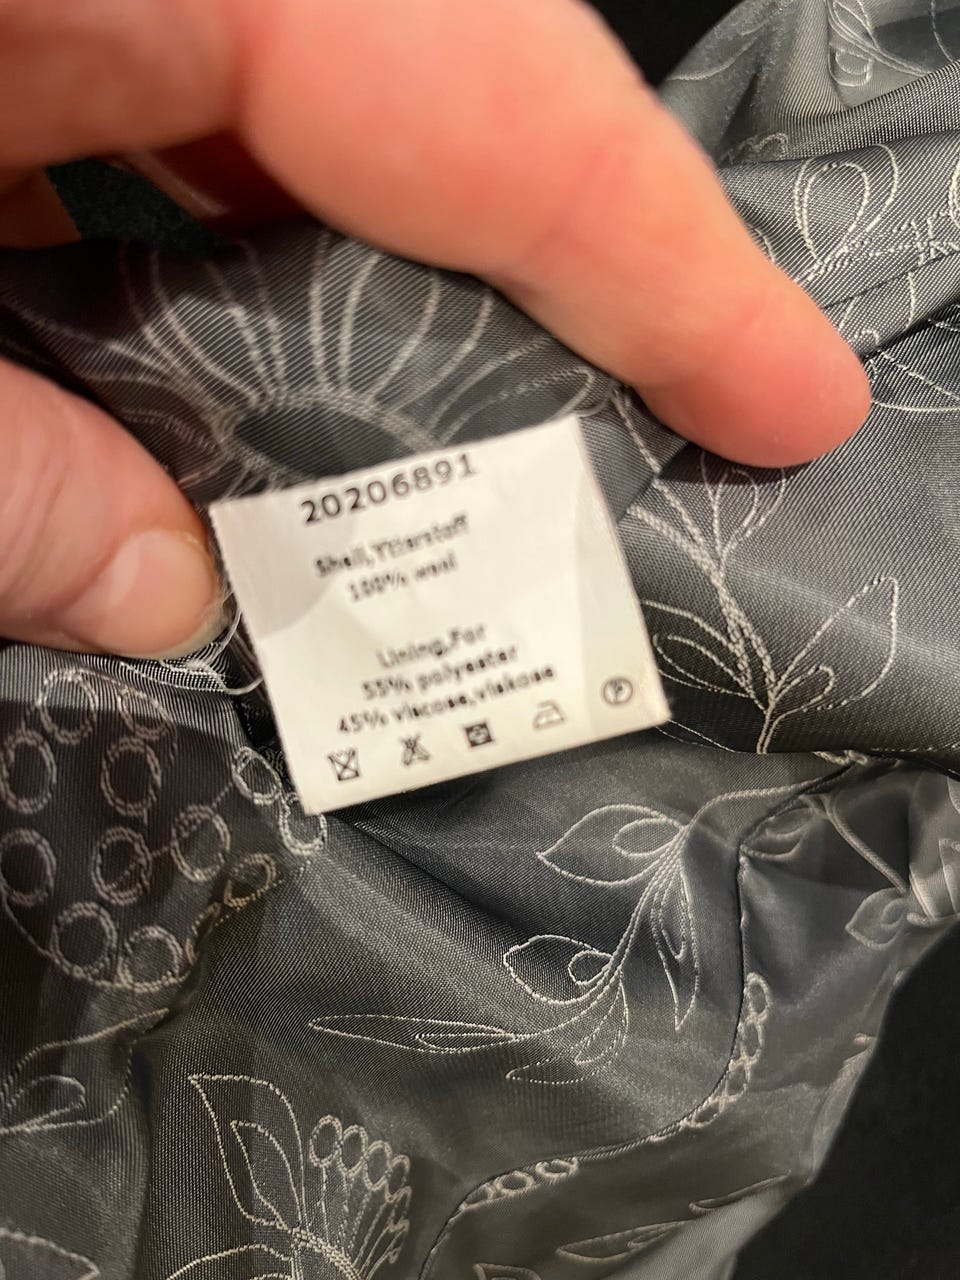 20206891
Shell,Ytterstoff
100% wool
Lining,For
55% polyester
45% viscose,viskose
P